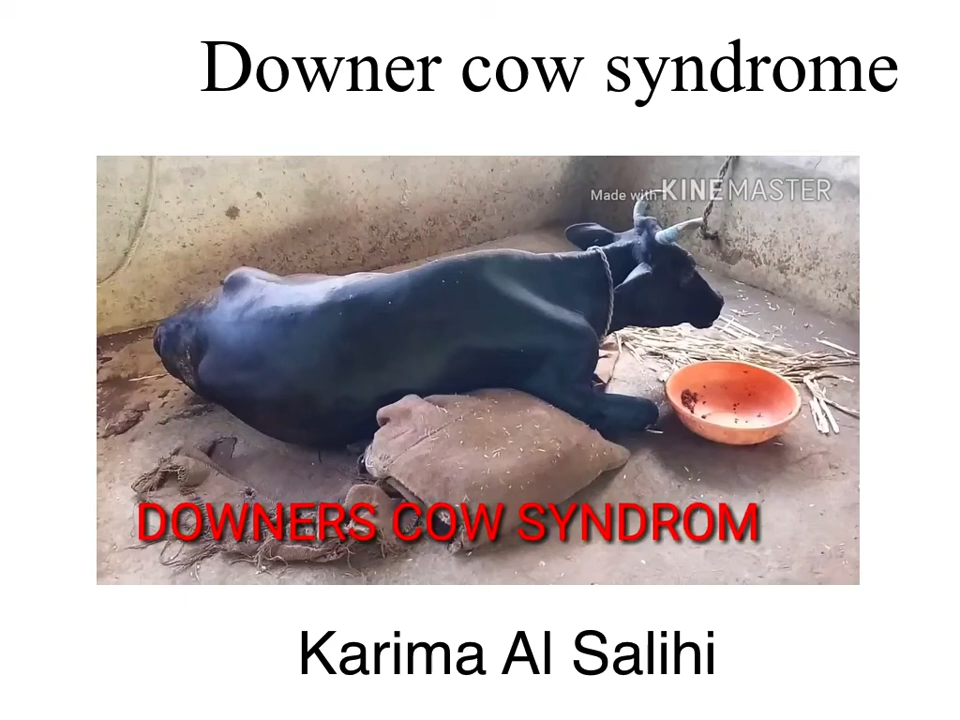 Downer cow syndrome
Made with KINEMASTER
DOWNERS COW SYNDROM
Karima Al Salihi